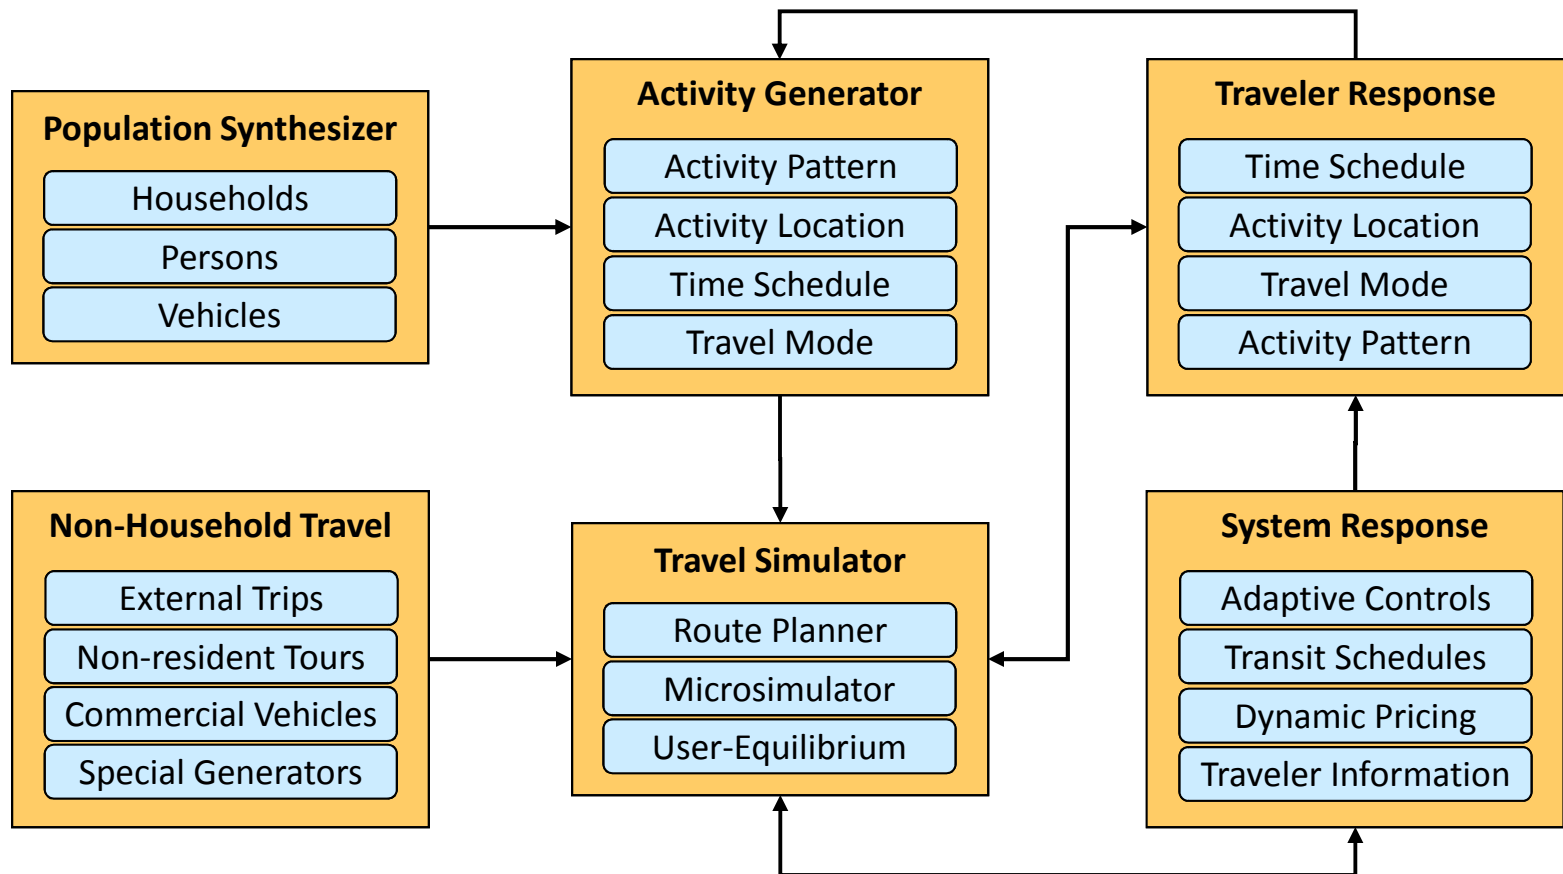 Population Synthesizer
Households
Persons
Vehicles
Activity Generator
Activity Pattern
Activity Location
Time Schedule
Travel Mode
Traveler Response
Time Schedule
Activity Location
Travel Mode
Activity Pattern
Non-Household Travel
External Trips
Non-resident Tours
Commercial Vehicles
Special Generators
Travel Simulator
Route Planner
Microsimulator
User-Equilibrium
System Response
Adaptive Controls
Transit Schedules
Dynamic Pricing
Traveler Information